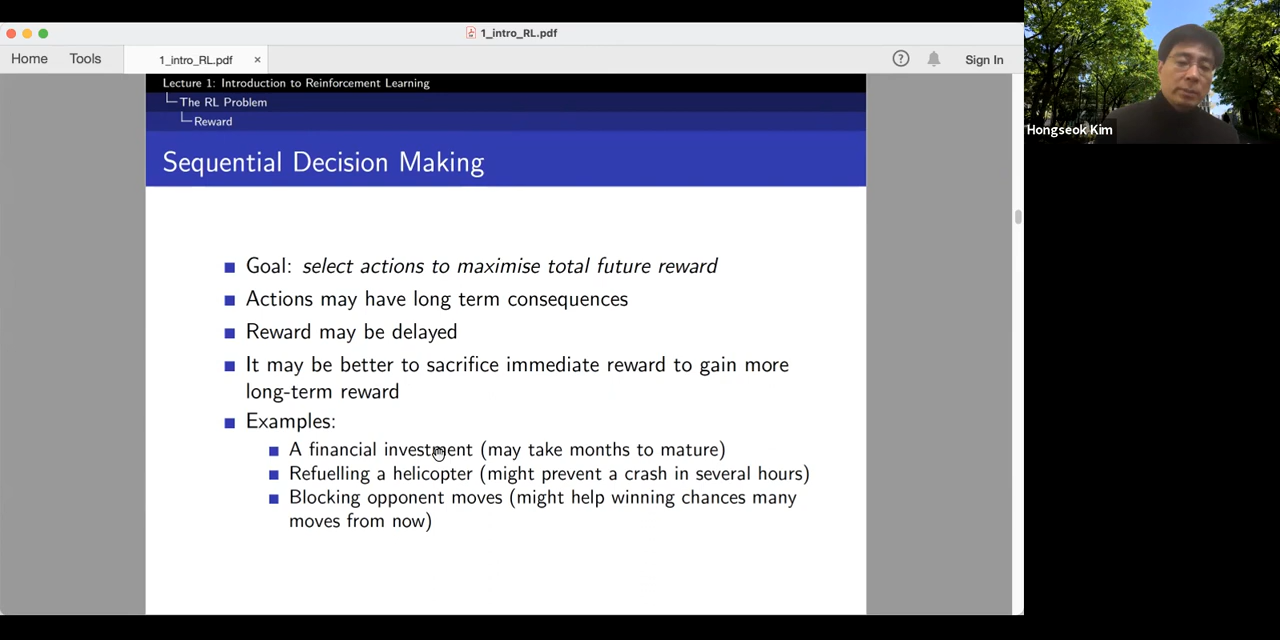 1_intro_RL.pdf
Home Tools 1_intro_RL.pdf × ? Sign In
Lecture 1: Introduction to Reinforcement Learning
The RL Problem
Reward
Sequential Decision Making
Goal: select actions to maximise total future reward
Actions may have long term consequences
Reward may be delayed
It may be better to sacrifice immediate reward to gain more
long-term reward
Examples:
A financial investment (may take months to mature)
Refuelling a helicopter (might prevent a crash in several hours)
Blocking opponent moves (might help winning chances many
moves from now)
Hongseok Kim